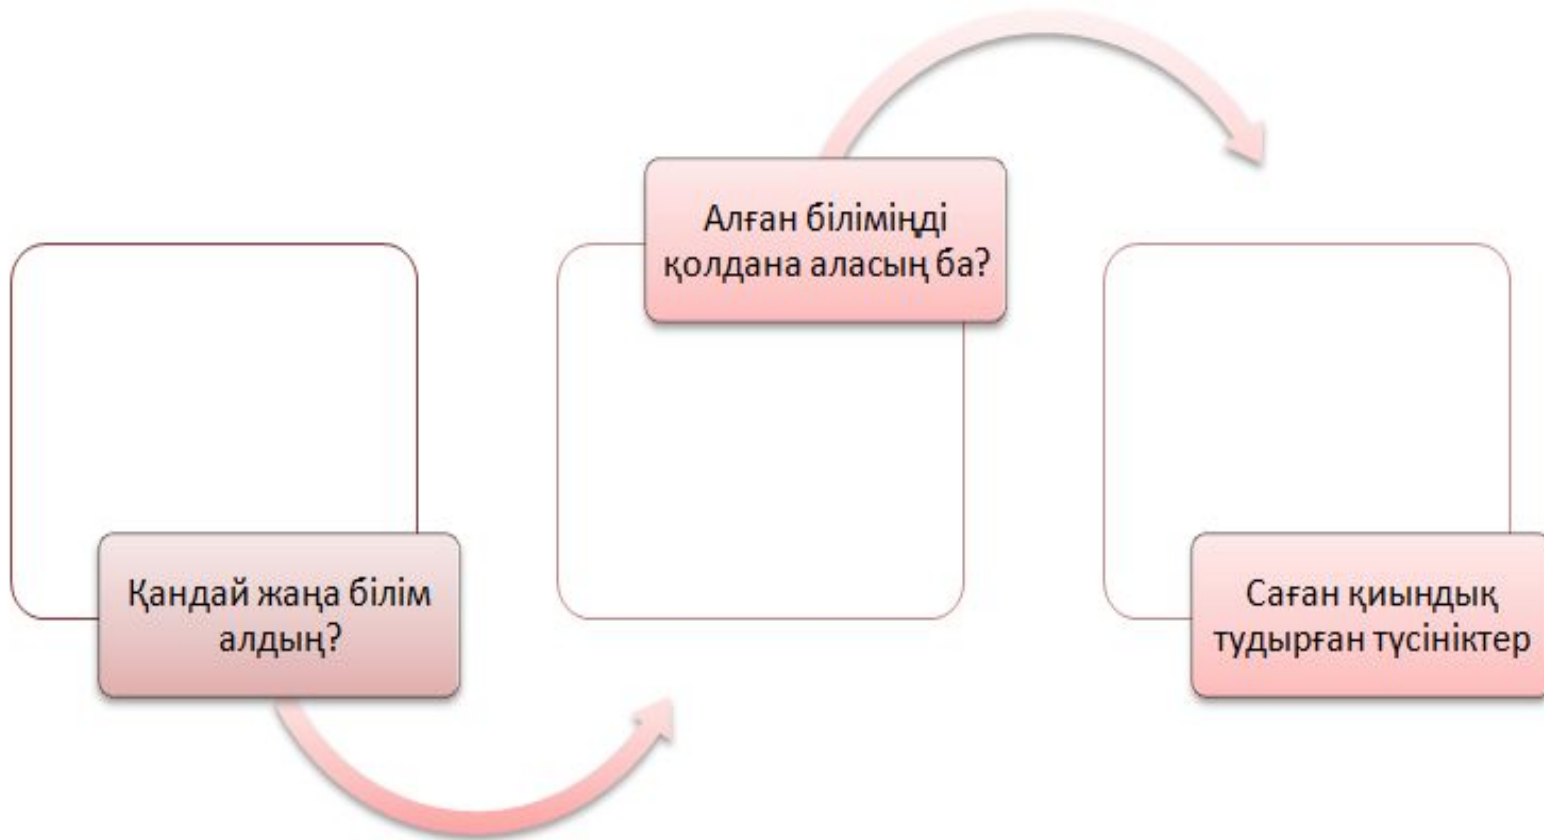 Қандай жаңа білім
алдың?
Алған біліміңді
қолдана аласың ба?
Саған қиындық
тудырған түсініктер